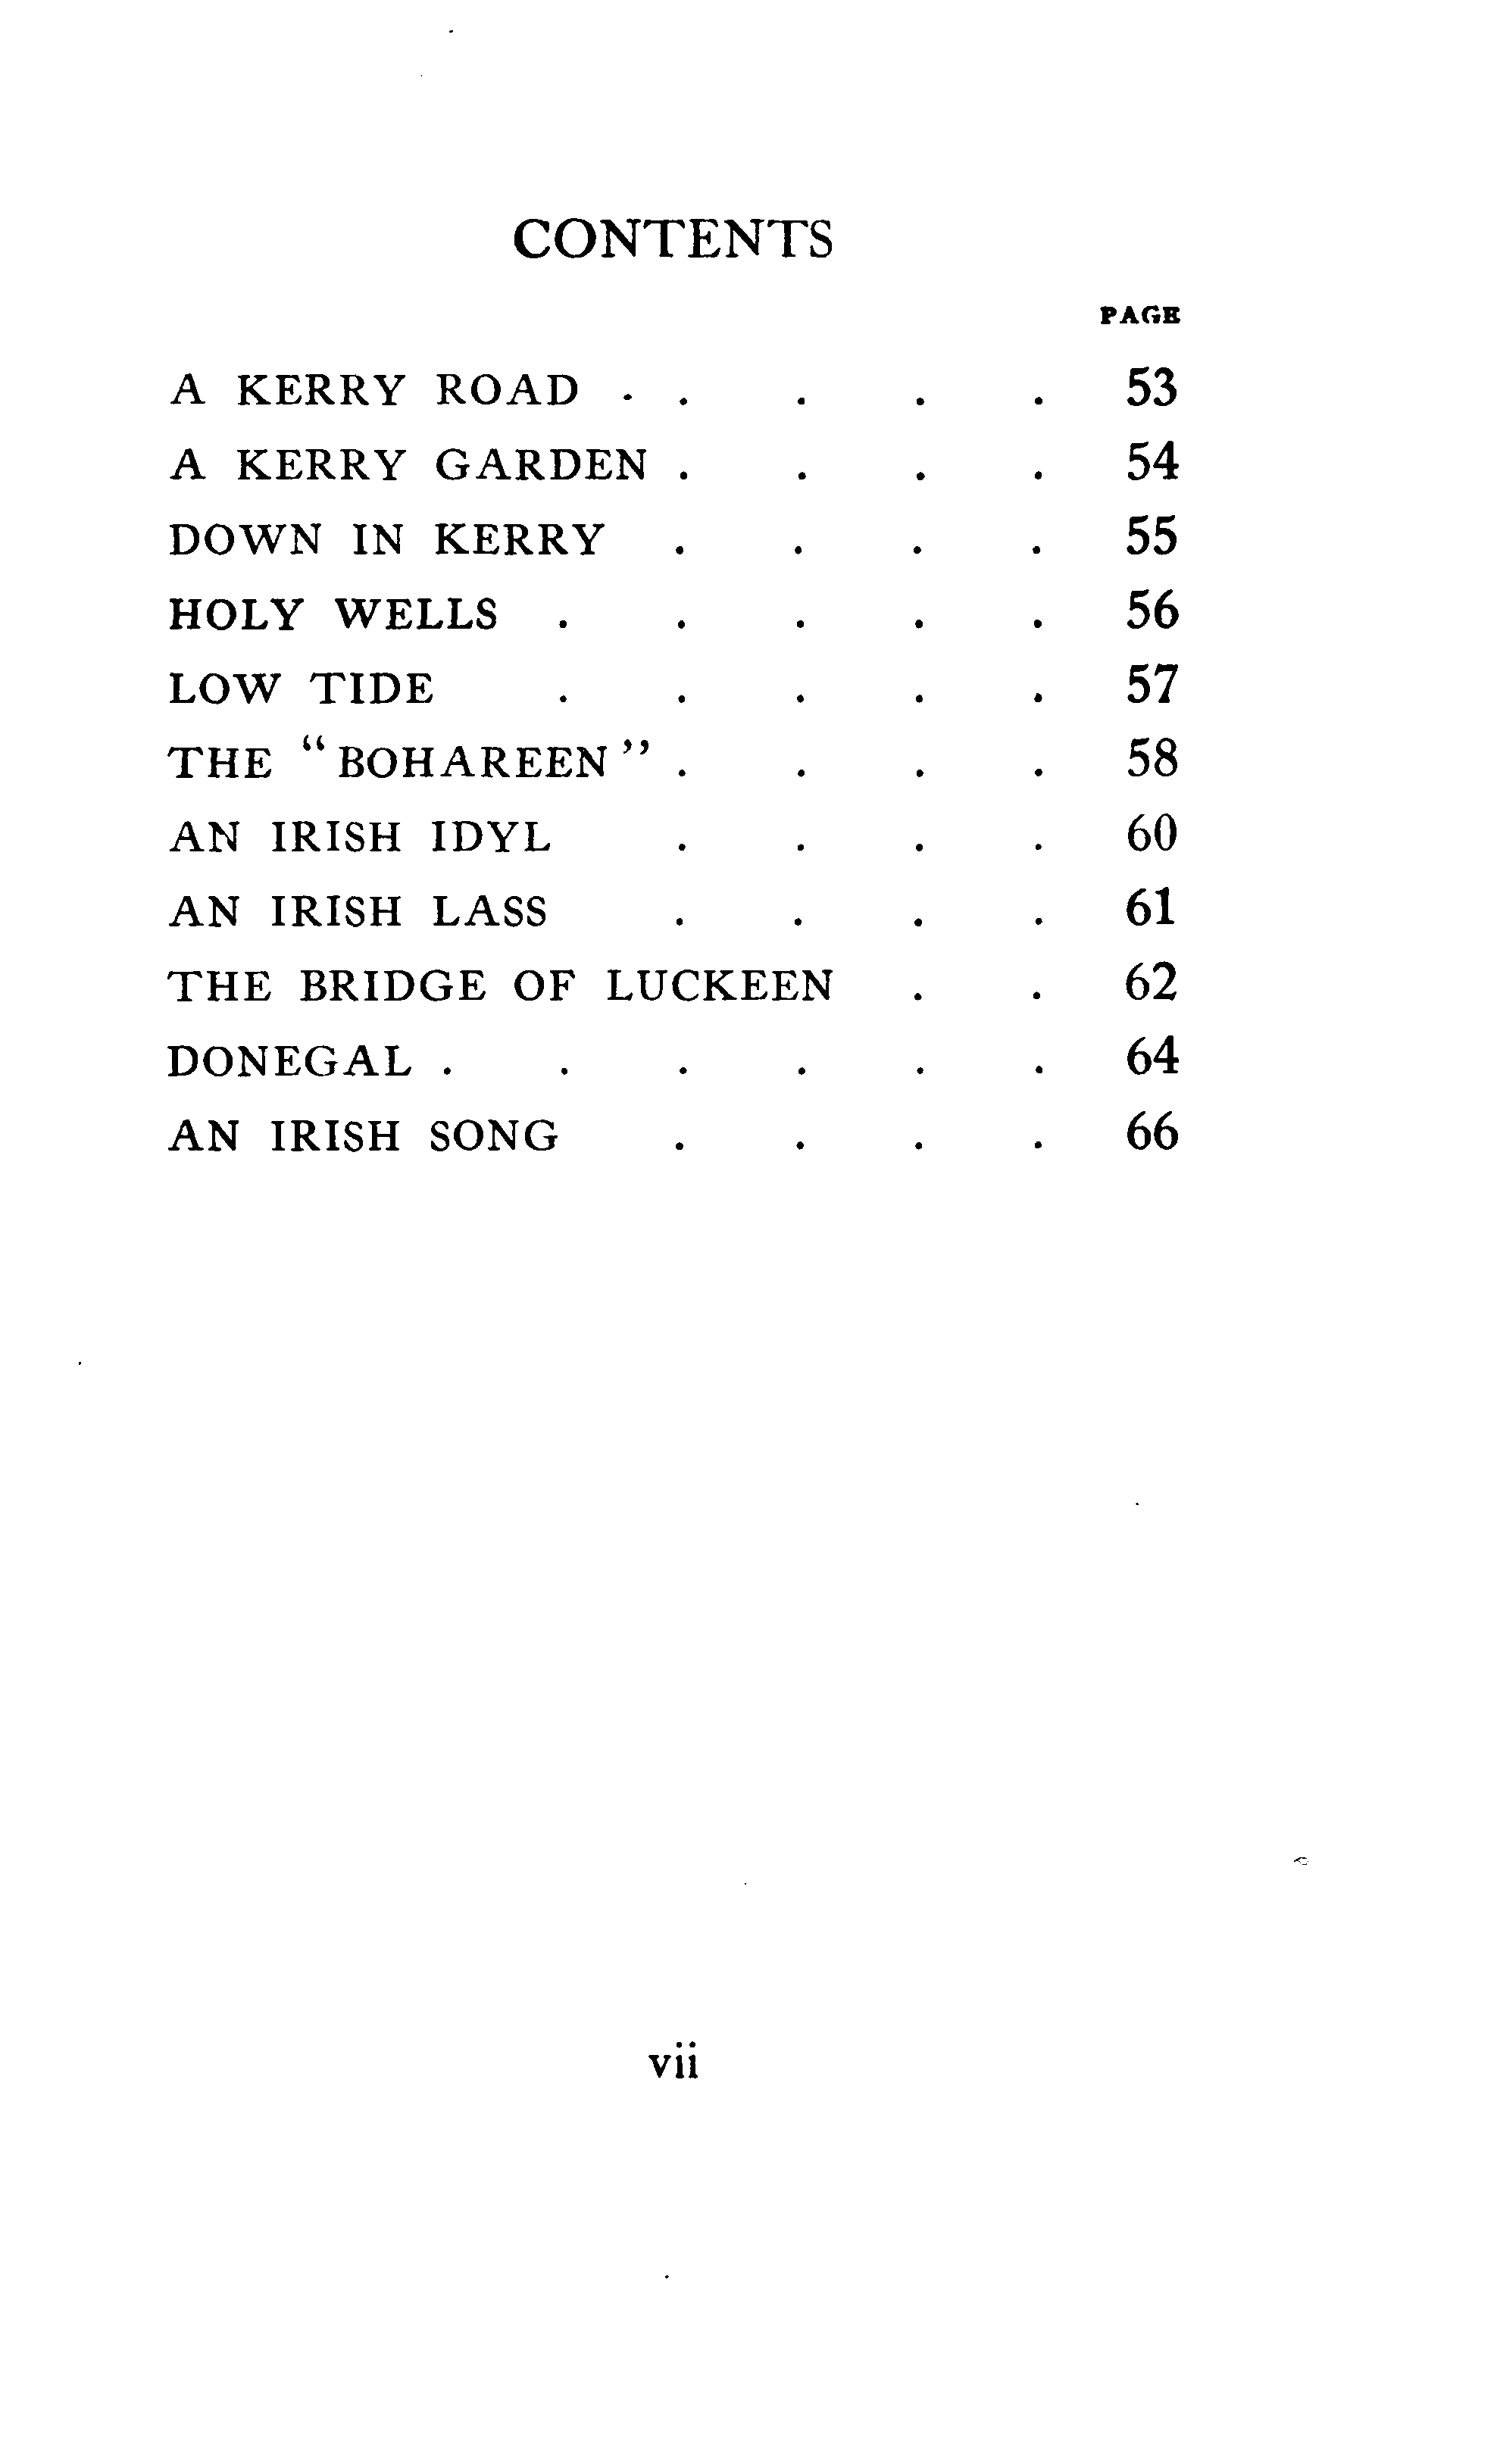 CONTENTS
PAGE
A KERRY ROAD . . . . . 53
A KERRY GARDEN . . . . 54
DOWN IN KERRY . . . . 55
HOLY WELLS . . . . . 56
LOW TIDE . . . . . 57
THE “BOHAREEN” . . . . 58
AN IRISH IDYL . . . . 60
AN IRISH LASS . . . . 61
THE BRIDGE OF LUCKEEN . . 62
DONEGAL . . . . . . 64
AN IRISH SONG . . . . 66
vii